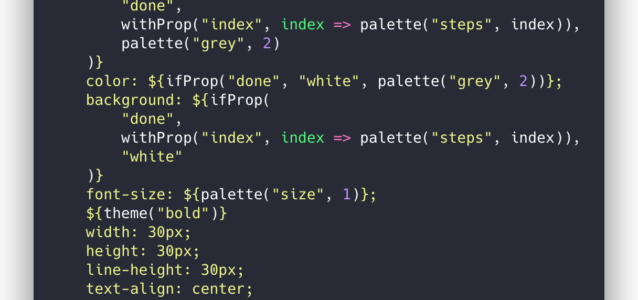 "done",
withProp("index", index => palette("steps", index)),
palette("grey", 2)
)}
color: ${ifProp("done", "white", palette("grey", 2))};
background: ${ifProp(
"done",
withProp("index", index => palette("steps", index)),
"white"
)}
font-size: ${palette("size", 1)};
${theme("bold")}
width: 30px;
height: 30px;
line-height: 30px;
text-align: center;